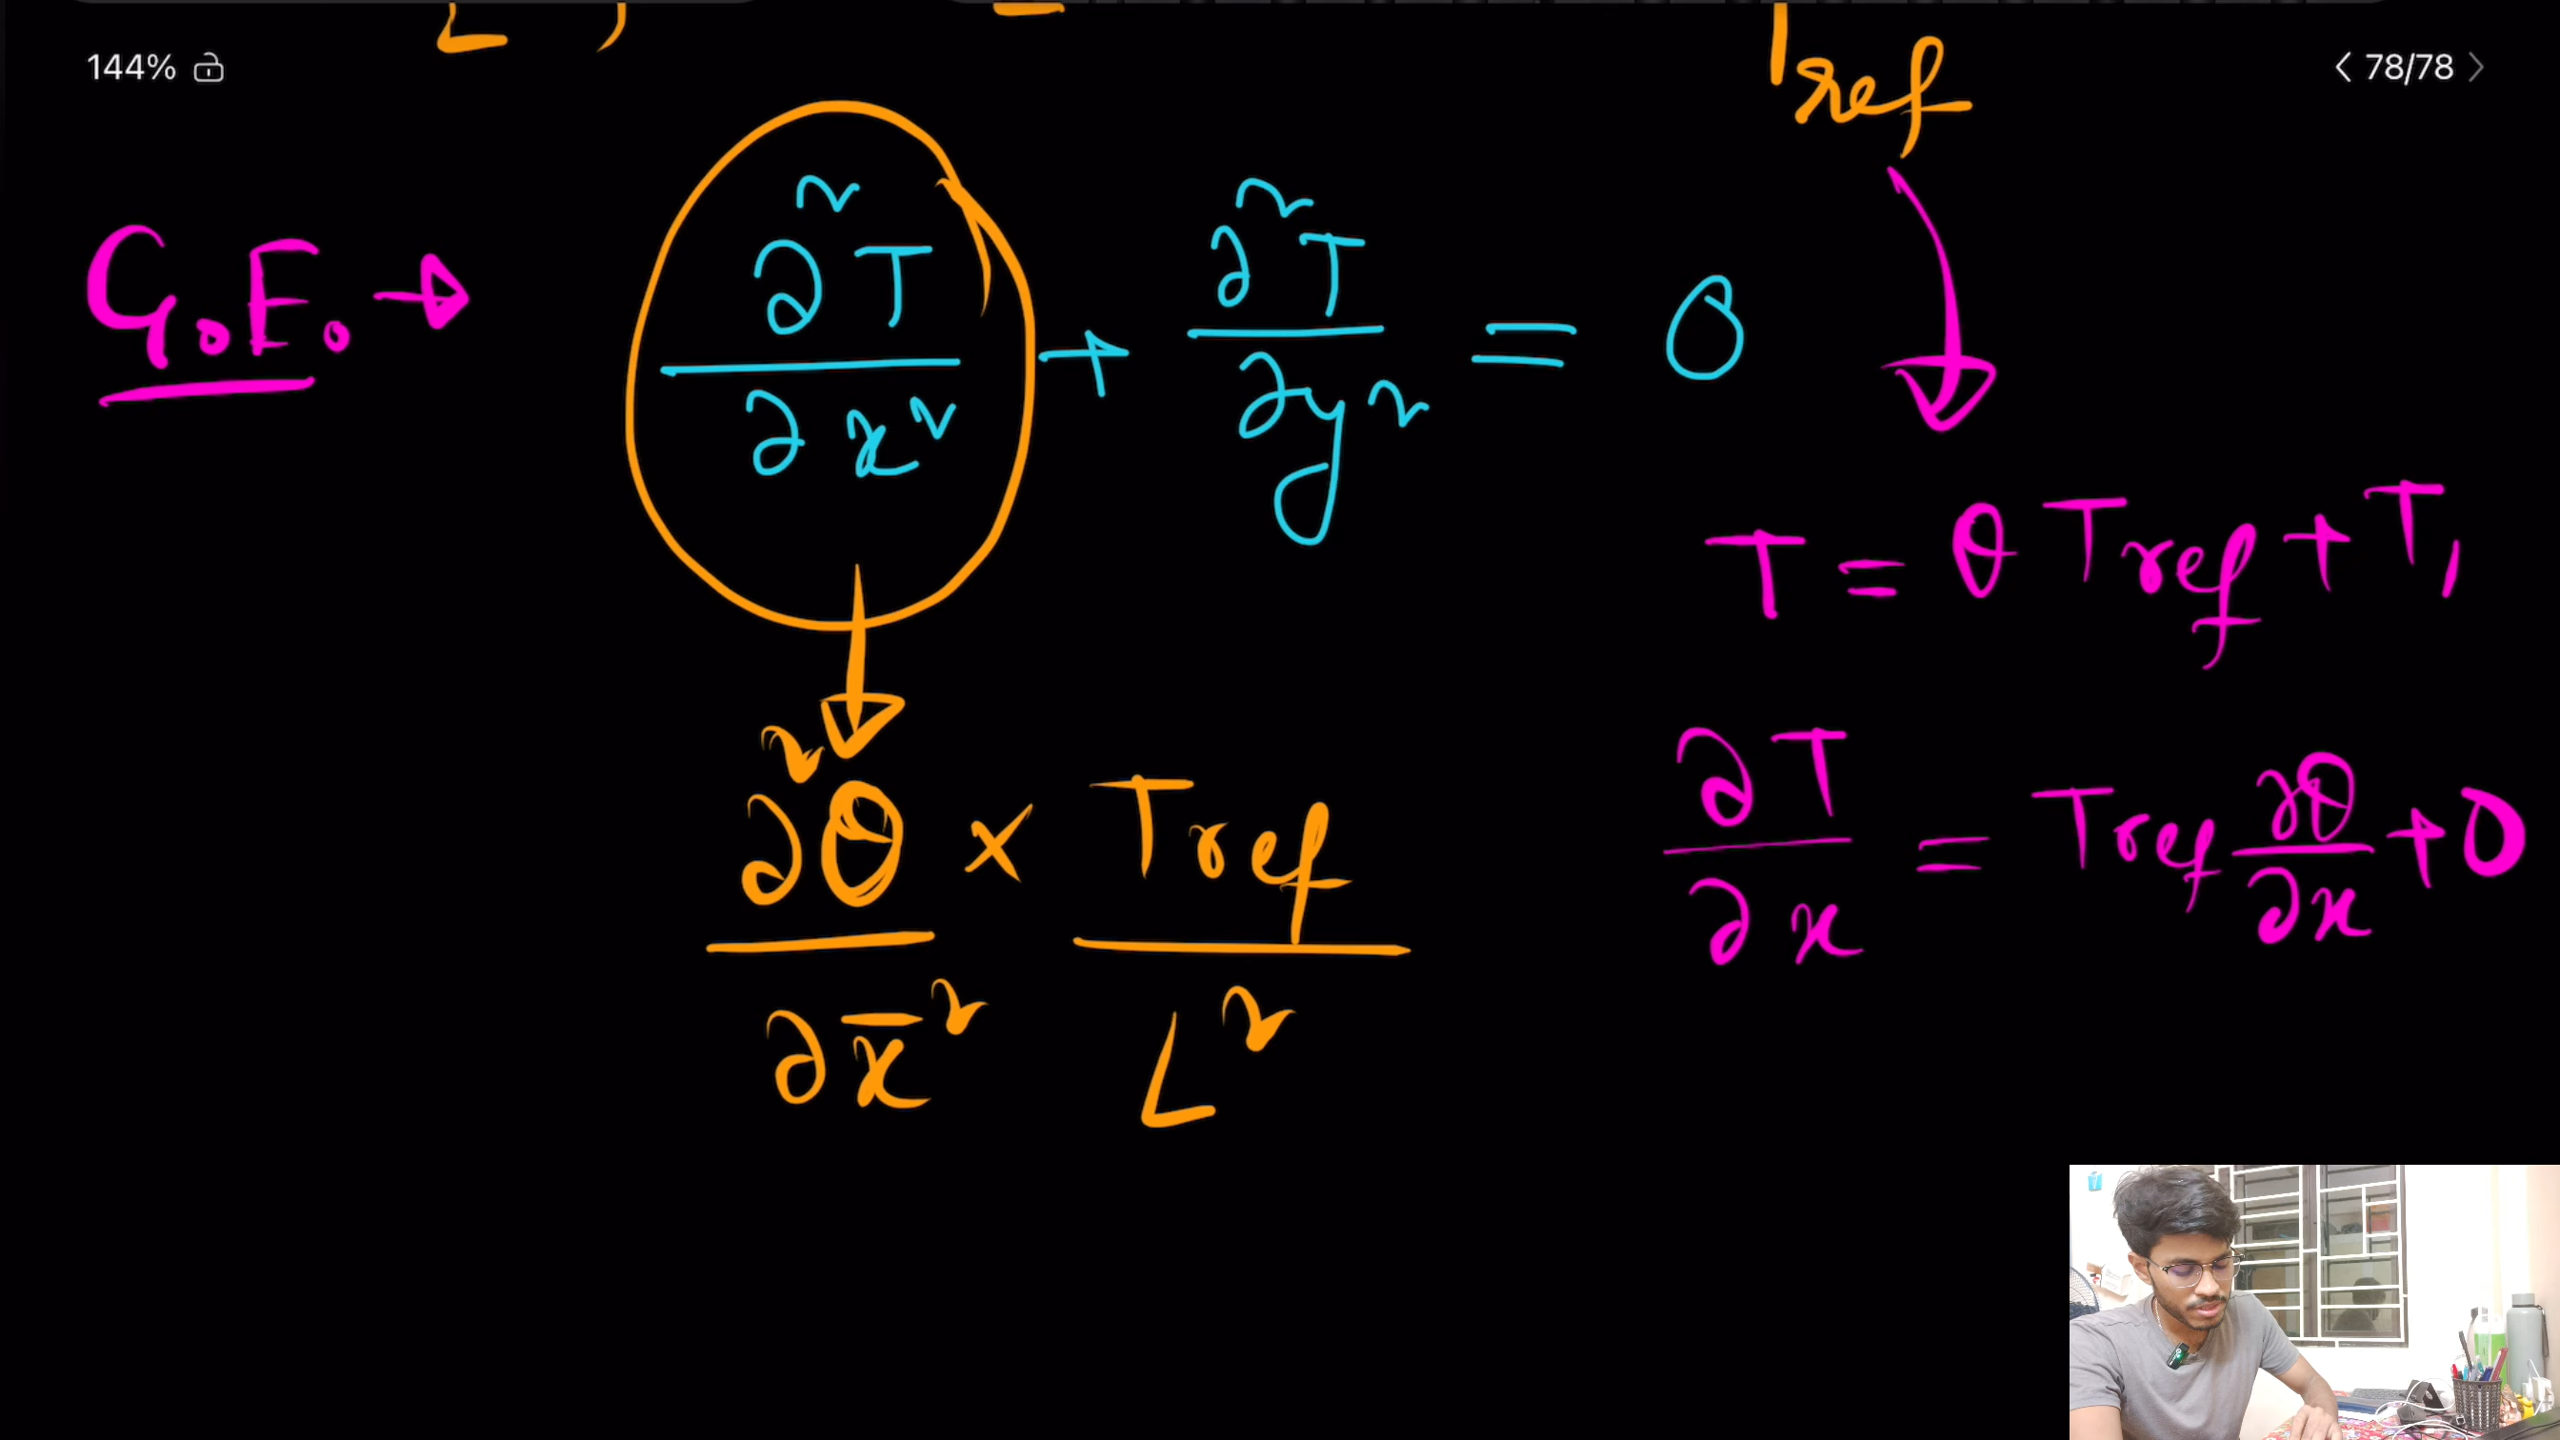 144%
< 78/78 >
Tref
G.E. → ∂²T/∂x² + ∂²T/∂y² = 0
T = θ Tref + T₁
∂²θ/∂x̄² × Tref/L²
∂T/∂x = Tref ∂θ/∂x + 0